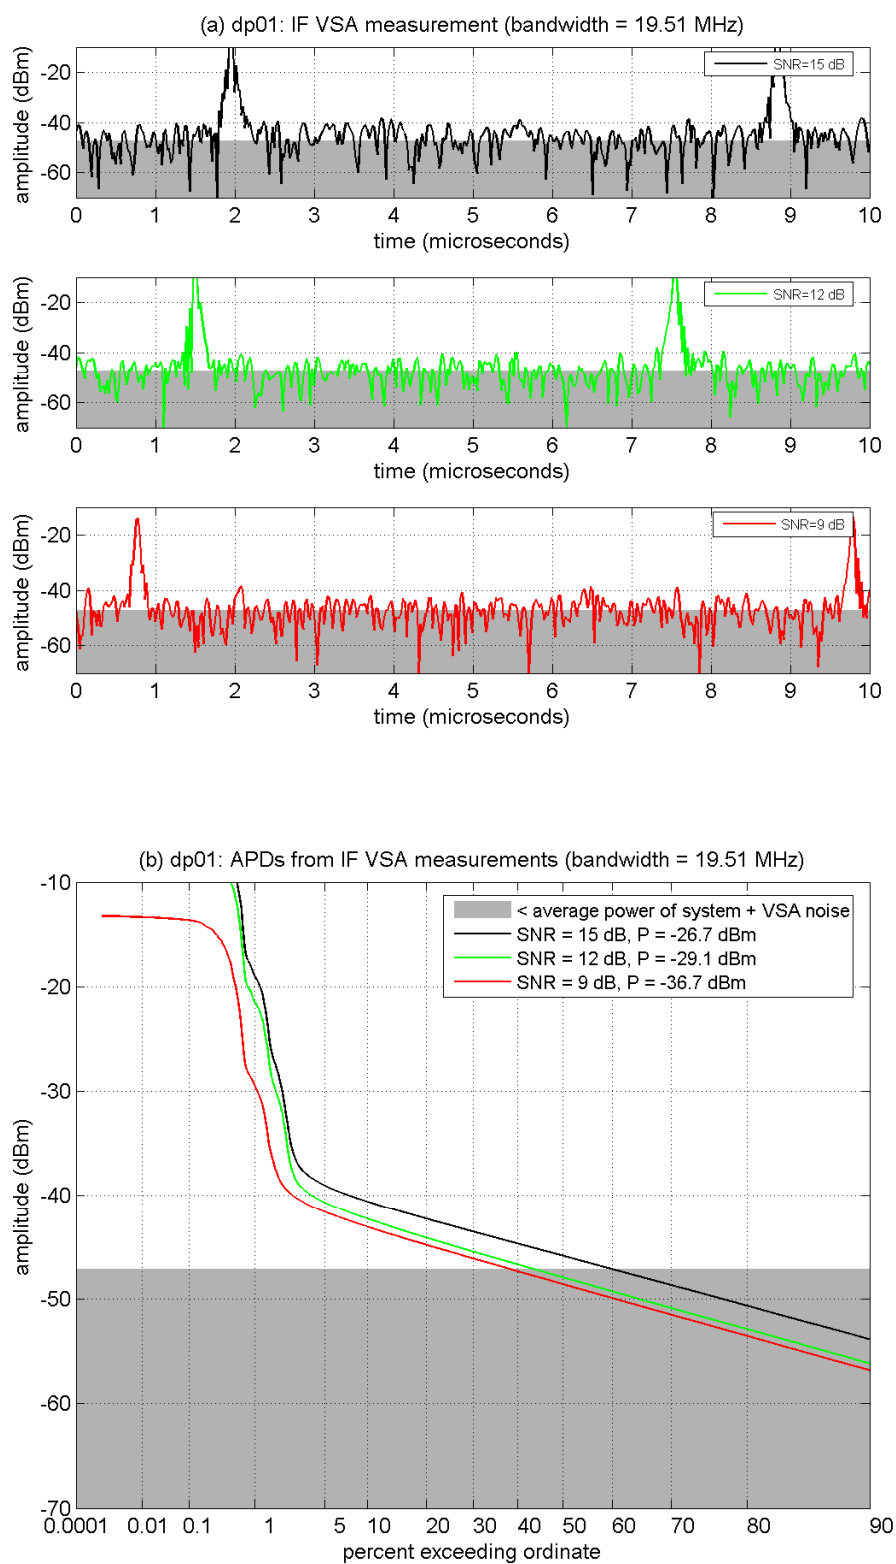 (a) dp01: IF VSA measurement (bandwidth = 19.51 MHz)
amplitude (dBm)
-20
-40
-60
SNR=15 dB
0 1 2 3 4 5 6 7 8 9 10
time (microseconds)
amplitude (dBm)
-20
-40
-60
SNR=12 dB
0 1 2 3 4 5 6 7 8 9 10
time (microseconds)
amplitude (dBm)
-20
-40
-60
SNR=9 dB
0 1 2 3 4 5 6 7 8 9 10
time (microseconds)
(b) dp01: APDs from IF VSA measurements (bandwidth = 19.51 MHz)
amplitude (dBm)
-10
-20
-30
-40
-50
-60
-70
< average power of system + VSA noise
SNR = 15 dB, P = -26.7 dBm
SNR = 12 dB, P = -29.1 dBm
SNR = 9 dB, P = -36.7 dBm
0.0001 0.01 0.1 1 5 10 20 30 40 50 60 70 80 90
percent exceeding ordinate